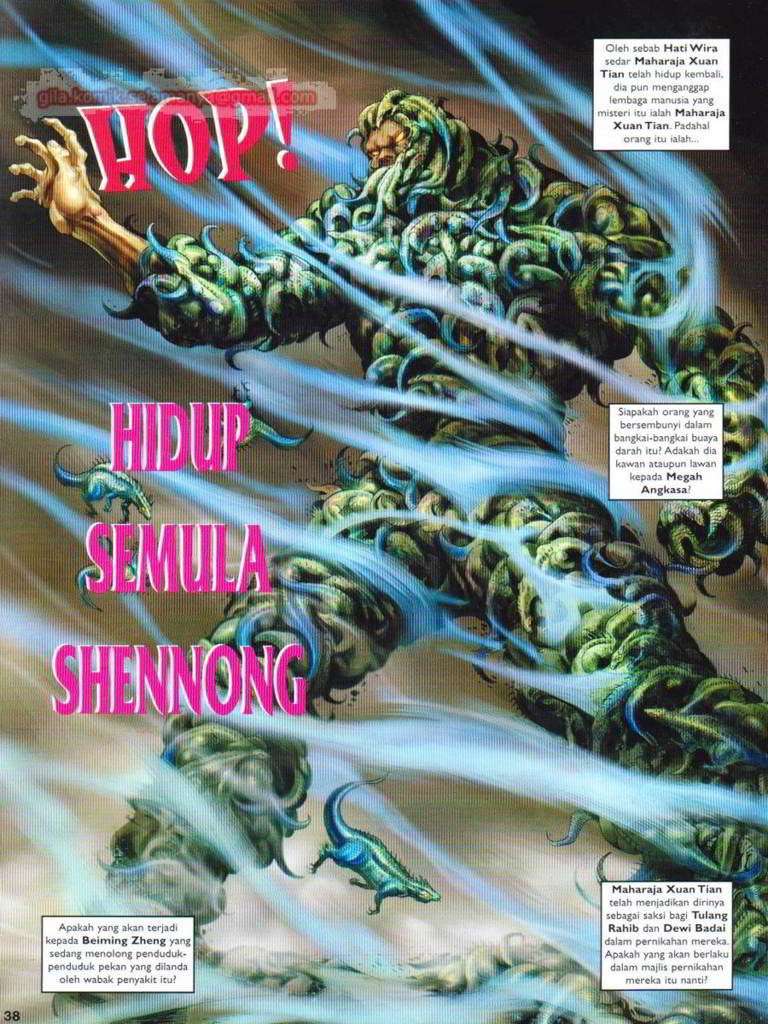 Oleh sebab Hati Wira
sedar Maharaja Xuan
Tian telah hidup kembali,
dia pun menganggap
lembaga manusia yang
misteri itu ialah Maharaja
Xuan Tian. Padahal
orang itu ialah...
gila.komik.selamanya@gmail.com
HOP!
Siapakah orang yang
bersembunyi dalam
bangkai-bangkai buaya
darah itu? Adakah dia
kawan ataupun lawan
kepada Megah
Angkasa?
HIDUP
SEMULA
SHENNONG
Maharaja Xuan Tian
telah menjadikan dirinya
sebagai saksi bagi Tulang
Rahib dan Dewi Badai
dalam pernikahan mereka.
Apakah yang akan berlaku
dalam majlis pernikahan
mereka itu nanti?
Apakah yang akan terjadi
kepada Beiming Zheng yang
sedang menolong penduduk-
penduduk pekan yang dilanda
oleh wabak penyakit itu?
38